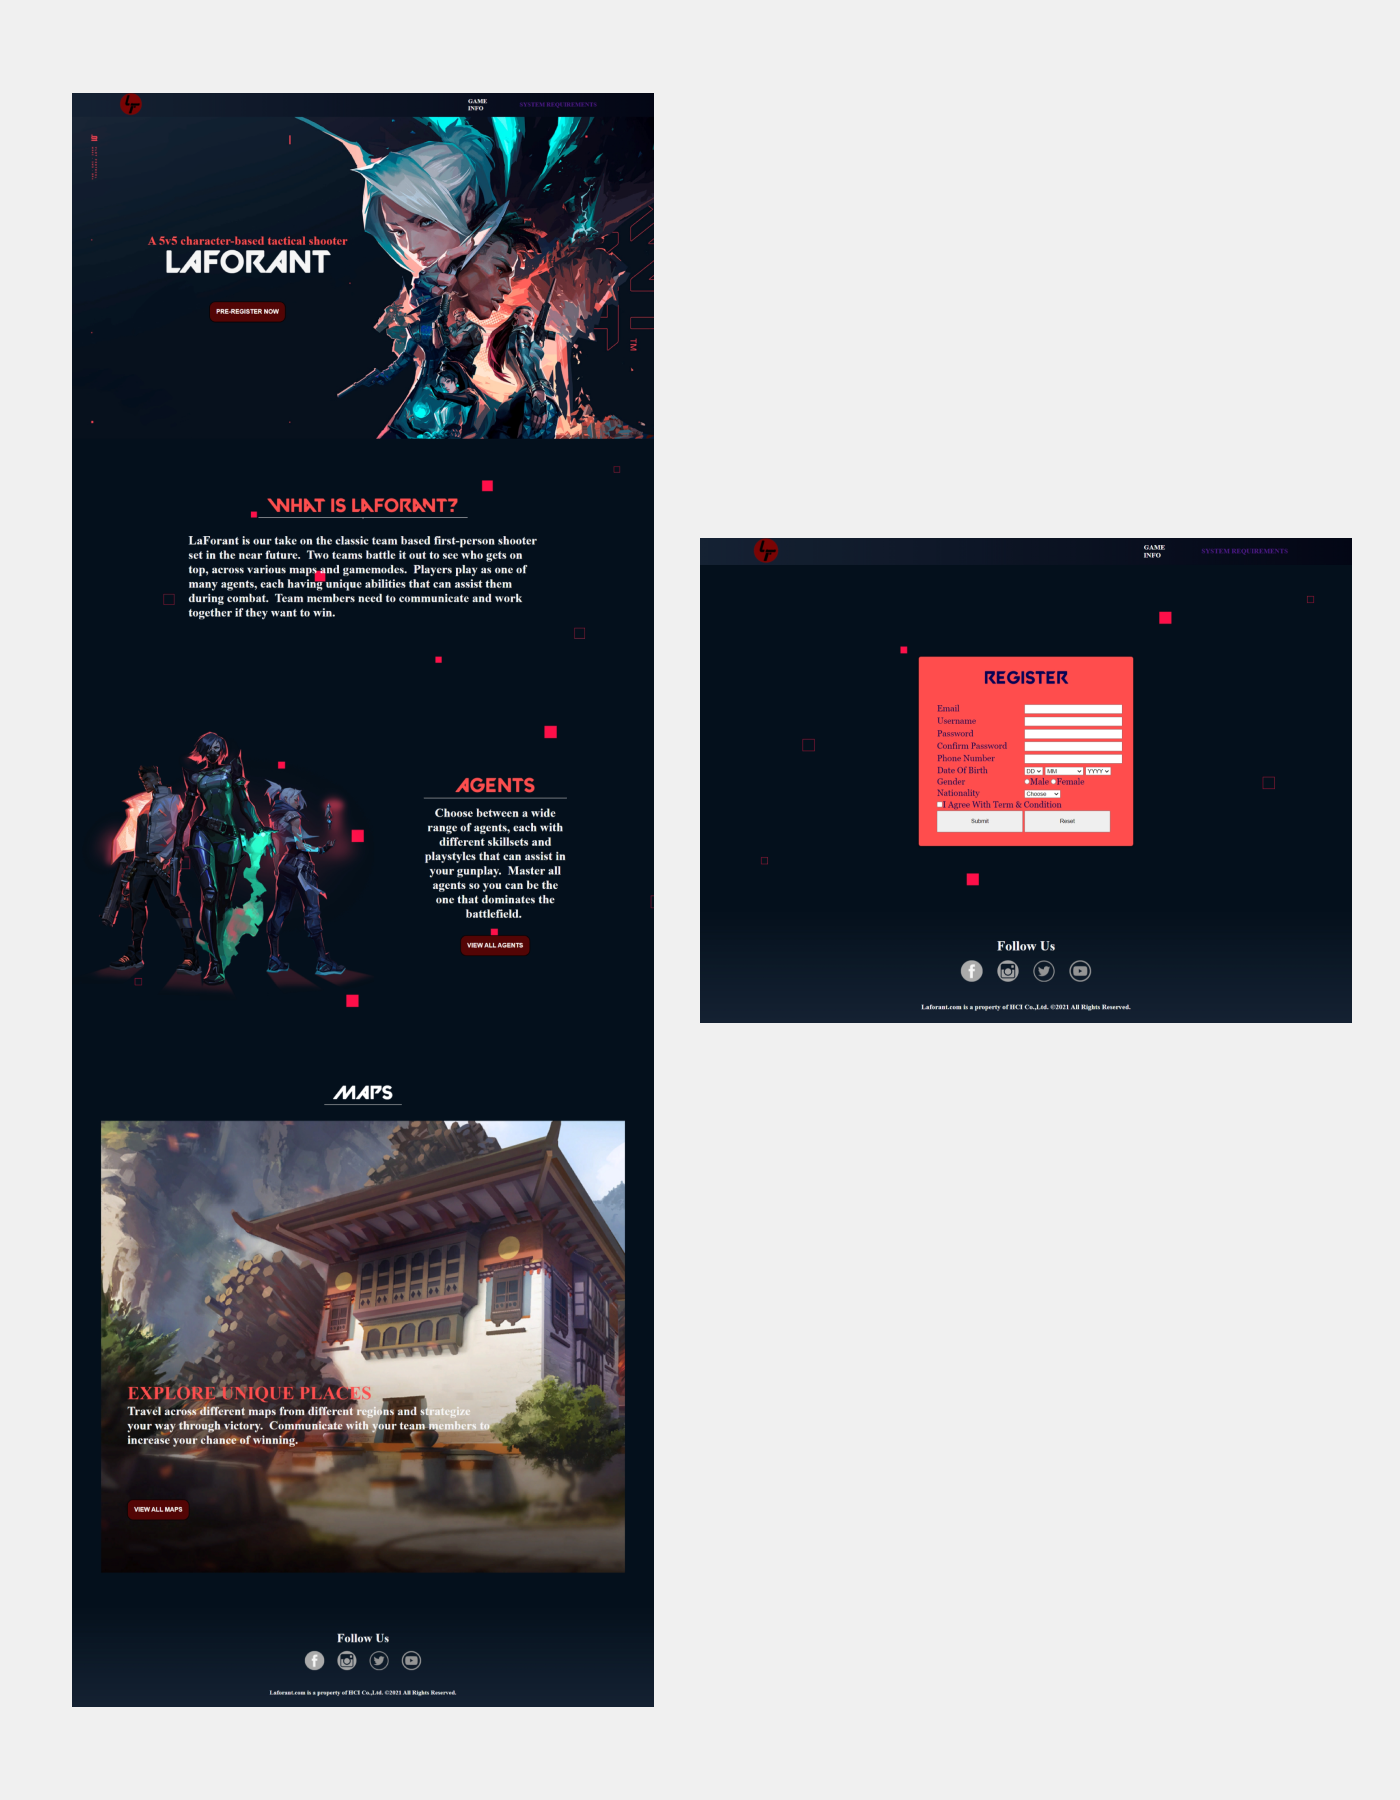 GAME
INFO
SYSTEM REQUIREMENTS
A 5v5 character-based tactical shooter
LAFORANT
PRE-REGISTER NOW
TM
WHAT IS LAFORANT?
LaForant is our take on the classic team based first-person shooter
set in the near future.  Two teams battle it out to see who gets on
top, across various maps and gamemodes.  Players play as one of
many agents, each having unique abilities that can assist them
during combat.  Team members need to communicate and work
together if they want to win.
AGENTS
Choose between a wide
range of agents, each with
different skillsets and
playstyles that can assist in
your gunplay.  Master all
agents so you can be the
one that dominates the
battlefield.
VIEW ALL AGENTS
MAPS
EXPLORE UNIQUE PLACES
Travel across different maps from different regions and strategize
your way through victory.  Communicate with your team members to
increase your chance of winning.
VIEW ALL MAPS
Follow Us
Laforant.com is a property of HCI Co.,Ltd. ©2021 All Rights Reserved.
LF
GAME
INFO
SYSTEM REQUIREMENTS
REGISTER
Email
Username
Password
Confirm Password
Phone Number
Date Of Birth DD MM YYYY
Gender Male Female
Nationality Choose
I Agree With Term & Condition
Submit Reset
Follow Us
Laforant.com is a property of HCI Co.,Ltd. ©2021 All Rights Reserved.